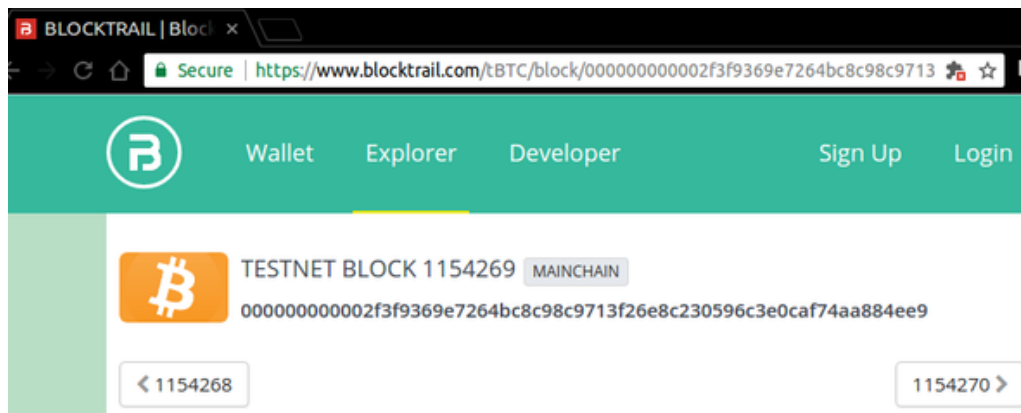 BLOCKTRAIL | Block
Secure | https://www.blocktrail.com/tBTC/block/000000000002f3f9369e7264bc8c98c9713
Wallet Explorer Developer Sign Up Login
TESTNET BLOCK 1154269 MAINCHAIN
000000000002f3f9369e7264bc8c98c9713f26e8c230596c3e0caf74aa884ee9
1154268 1154270